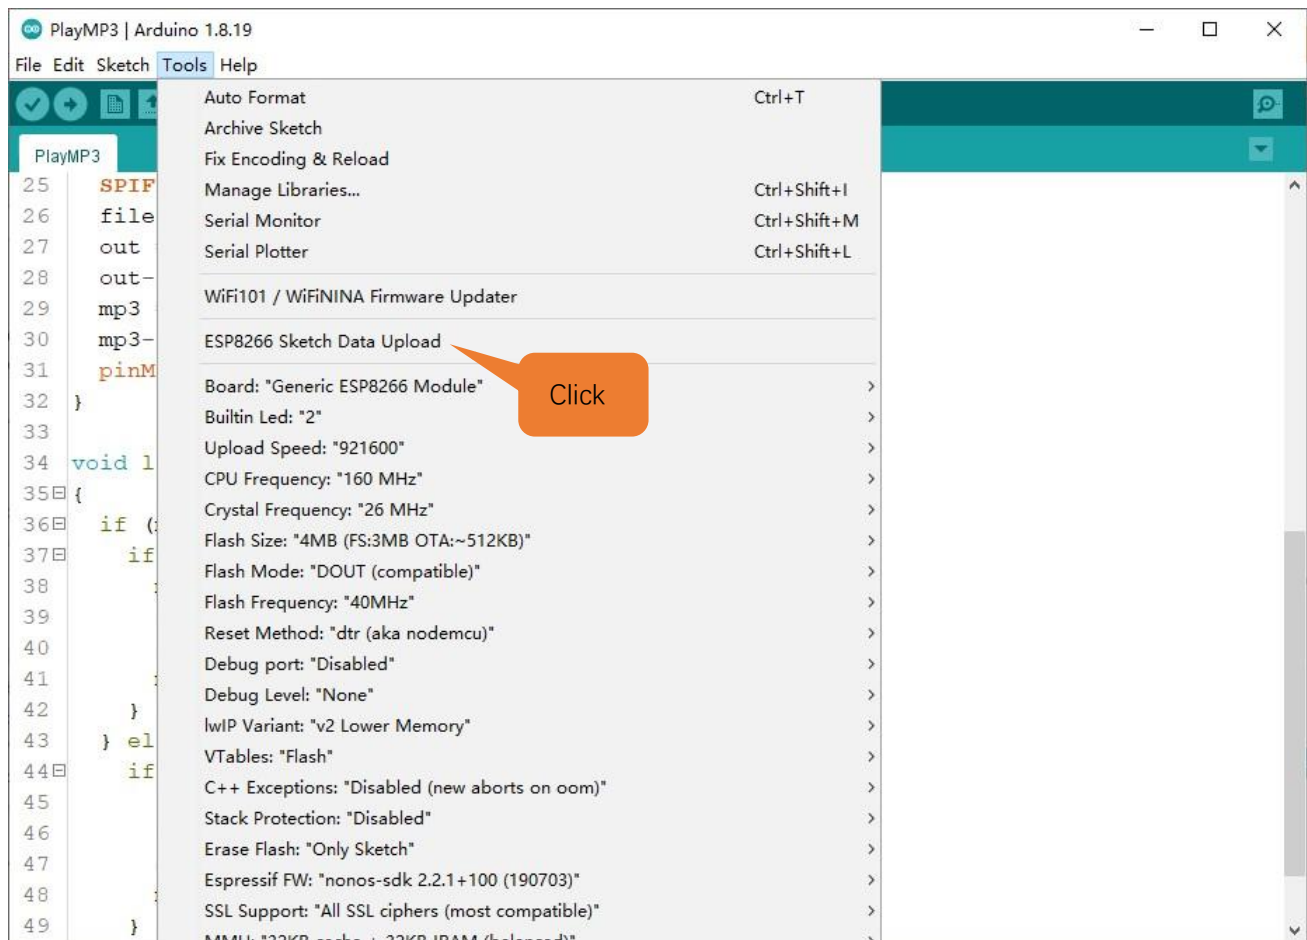 PlayMP3 | Arduino 1.8.19
File Edit Sketch Tools Help
Auto Format Ctrl+T
Archive Sketch
PlayMP3
Fix Encoding & Reload
25 SPIF
Manage Libraries... Ctrl+Shift+I
26 file
Serial Monitor Ctrl+Shift+M
27 out
Serial Plotter Ctrl+Shift+L
28 out-
WiFi101 / WiFiNINA Firmware Updater
29 mp3
30 mp3-
ESP8266 Sketch Data Upload
31 pinM
Board: "Generic ESP8266 Module"
Click
32 }
Builtin Led: "2"
33
Upload Speed: "921600"
34 void l
CPU Frequency: "160 MHz"
35 {
Crystal Frequency: "26 MHz"
36 if (
Flash Size: "4MB (FS:3MB OTA:~512KB)"
37 if
Flash Mode: "DOUT (compatible)"
38
Flash Frequency: "40MHz"
39
Reset Method: "dtr (aka nodemcu)"
40
Debug port: "Disabled"
41
Debug Level: "None"
42 }
lwIP Variant: "v2 Lower Memory"
43 } el
VTables: "Flash"
44 if
C++ Exceptions: "Disabled (new aborts on oom)"
45
Stack Protection: "Disabled"
46
Erase Flash: "Only Sketch"
47
Espressif FW: "nonos-sdk 2.2.1+100 (190703)"
48
SSL Support: "All SSL ciphers (most compatible)"
49 }
MMU: "32KB cache + 32KB IRAM (balanced)"